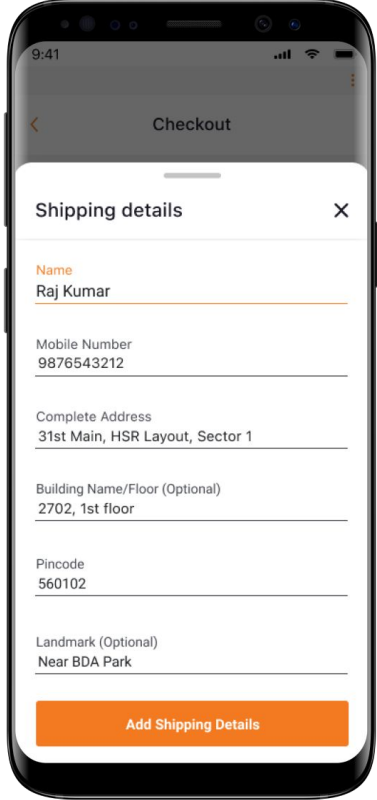 9:41
Checkout
Shipping details
Name
Raj Kumar
Mobile Number
9876543212
Complete Address
31st Main, HSR Layout, Sector 1
Building Name/Floor (Optional)
2702, 1st floor
Pincode
560102
Landmark (Optional)
Near BDA Park
Add Shipping Details